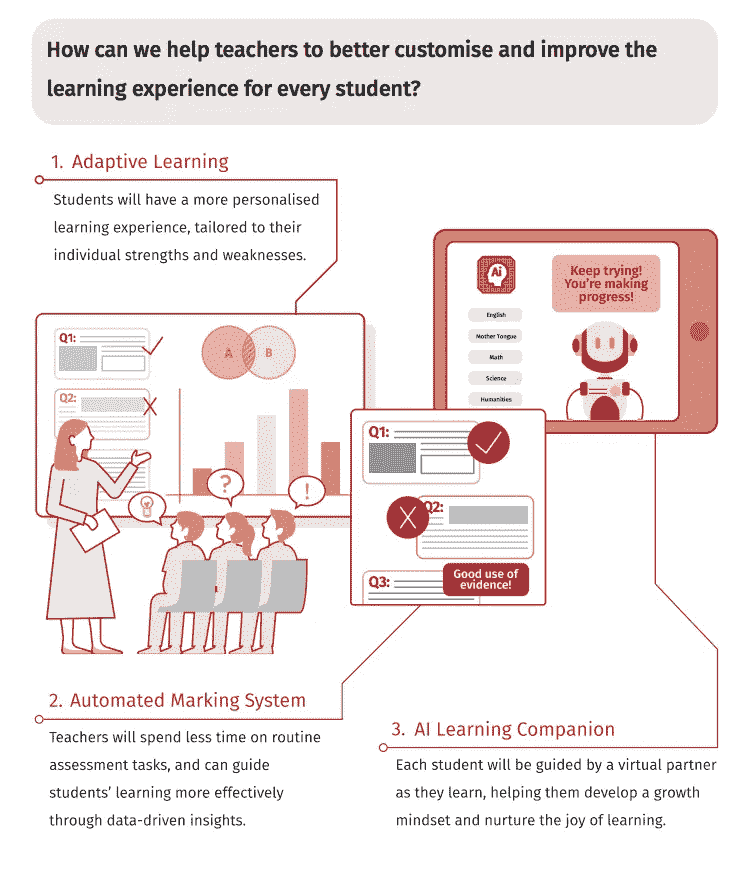 How can we help teachers to better customise and improve the
learning experience for every student?
1. Adaptive Learning
Students will have a more personalised
learning experience, tailored to their
individual strengths and weaknesses.
Q1:
A
B
Q2:
?
!
Ai
Keep trying!
You're making
progress!
English
Mother Tongue
Math
Science
Humanities
Q1:
Q2:
Q3:
Good use of
evidence!
2. Automated Marking System
Teachers will spend less time on routine
assessment tasks, and can guide
students' learning more effectively
through data-driven insights.
3. AI Learning Companion
Each student will be guided by a virtual partner
as they learn, helping them develop a growth
mindset and nurture the joy of learning.